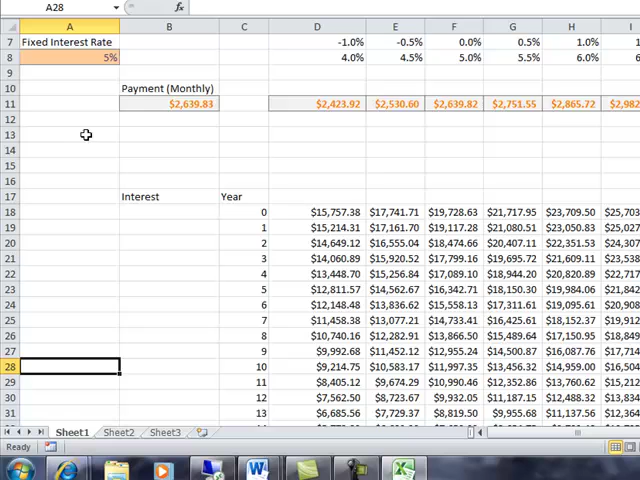 A28 fx
A B C D E F G H I
7 Fixed Interest Rate -1.0% -0.5% 0.0% 0.5% 1.0% 1
8 5% 4.0% 4.5% 5.0% 5.5% 6.0% 6
9
10 Payment (Monthly)
11 $2,639.83 $2,423.92 $2,530.60 $2,639.82 $2,751.55 $2,865.72 $2,982
12
13
14
15
16
17 Interest Year
18 0 $15,757.38 $17,741.71 $19,728.63 $21,717.95 $23,709.50 $25,703
19 1 $15,214.31 $17,161.70 $19,117.28 $21,080.51 $23,050.83 $25,027
20 2 $14,649.12 $16,555.04 $18,474.66 $20,407.11 $22,351.53 $24,307
21 3 $14,060.89 $15,920.52 $17,799.16 $19,695.72 $21,609.11 $23,538
22 4 $13,448.70 $15,256.84 $17,089.10 $18,944.20 $20,820.89 $22,717
23 5 $12,811.57 $14,562.67 $16,342.71 $18,150.30 $19,984.06 $21,842
24 6 $12,148.48 $13,836.62 $15,558.13 $17,311.61 $19,095.61 $20,908
25 7 $11,458.38 $13,077.21 $14,733.41 $16,425.61 $18,152.37 $19,912
26 8 $10,740.16 $12,282.91 $13,866.50 $15,489.64 $17,150.95 $18,849
27 9 $9,992.68 $11,452.12 $12,955.24 $14,500.87 $16,087.76 $17,714
28 10 $9,214.75 $10,583.17 $11,997.35 $13,456.32 $14,959.00 $16,504
29 11 $8,405.12 $9,674.29 $10,990.46 $12,352.86 $13,760.62 $15,212
30 12 $7,562.50 $8,723.67 $9,932.05 $11,187.15 $12,488.32 $13,834
31 13 $6,685.56 $7,729.37 $8,819.50 $9,955.68 $11,137.56 $12,364
Sheet1 Sheet2 Sheet3
Ready